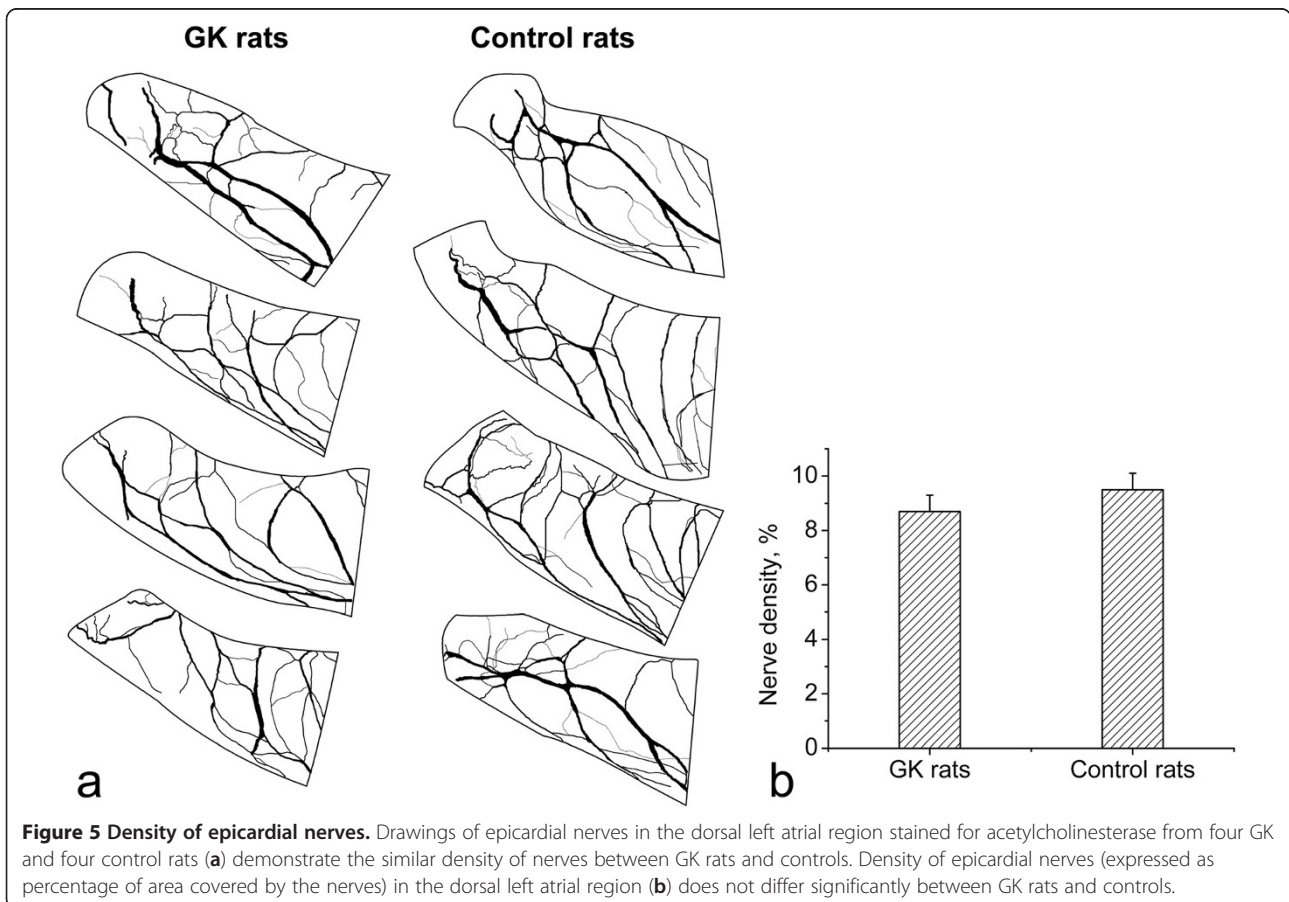 GK rats
Control rats
a
10
8
6
4
2
0
Nerve density, %
GK rats
Control rats
b
Figure 5 Density of epicardial nerves. Drawings of epicardial nerves in the dorsal left atrial region stained for acetylcholinesterase from four GK
and four control rats (a) demonstrate the similar density of nerves between GK rats and controls. Density of epicardial nerves (expressed as
percentage of area covered by the nerves) in the dorsal left atrial region (b) does not differ significantly between GK rats and controls.